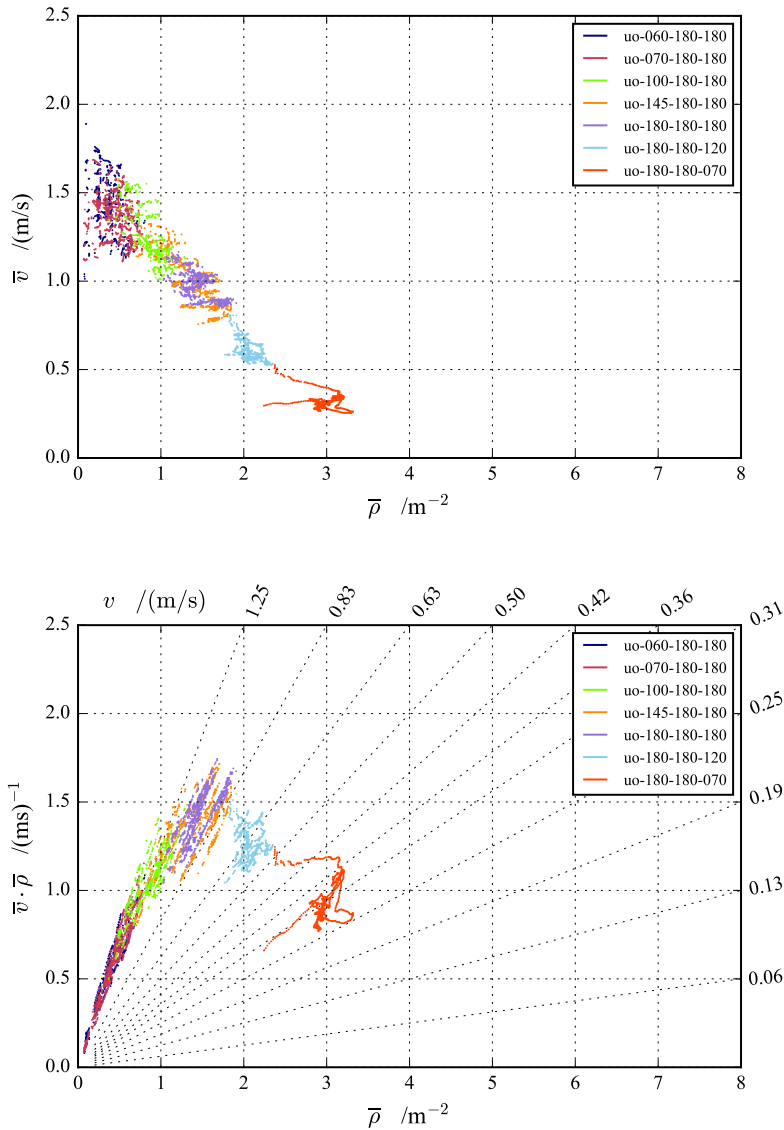 2.5
2.0
1.5
1.0
0.5
0.0
v̅ /(m/s)
uo-060-180-180
uo-070-180-180
uo-100-180-180
uo-145-180-180
uo-180-180-180
uo-180-180-120
uo-180-180-070
0 1 2 3 4 5 6 7 8
ρ̅ /m⁻²
v /(m/s) 1.25 0.83 0.63 0.50 0.42 0.36 0.31
2.5
2.0
1.5
1.0
0.5
0.0
v̅·ρ̅ /(ms)⁻¹
uo-060-180-180
uo-070-180-180
uo-100-180-180
uo-145-180-180
uo-180-180-180
uo-180-180-120
uo-180-180-070
0.25
0.19
0.13
0.06
0 1 2 3 4 5 6 7 8
ρ̅ /m⁻²